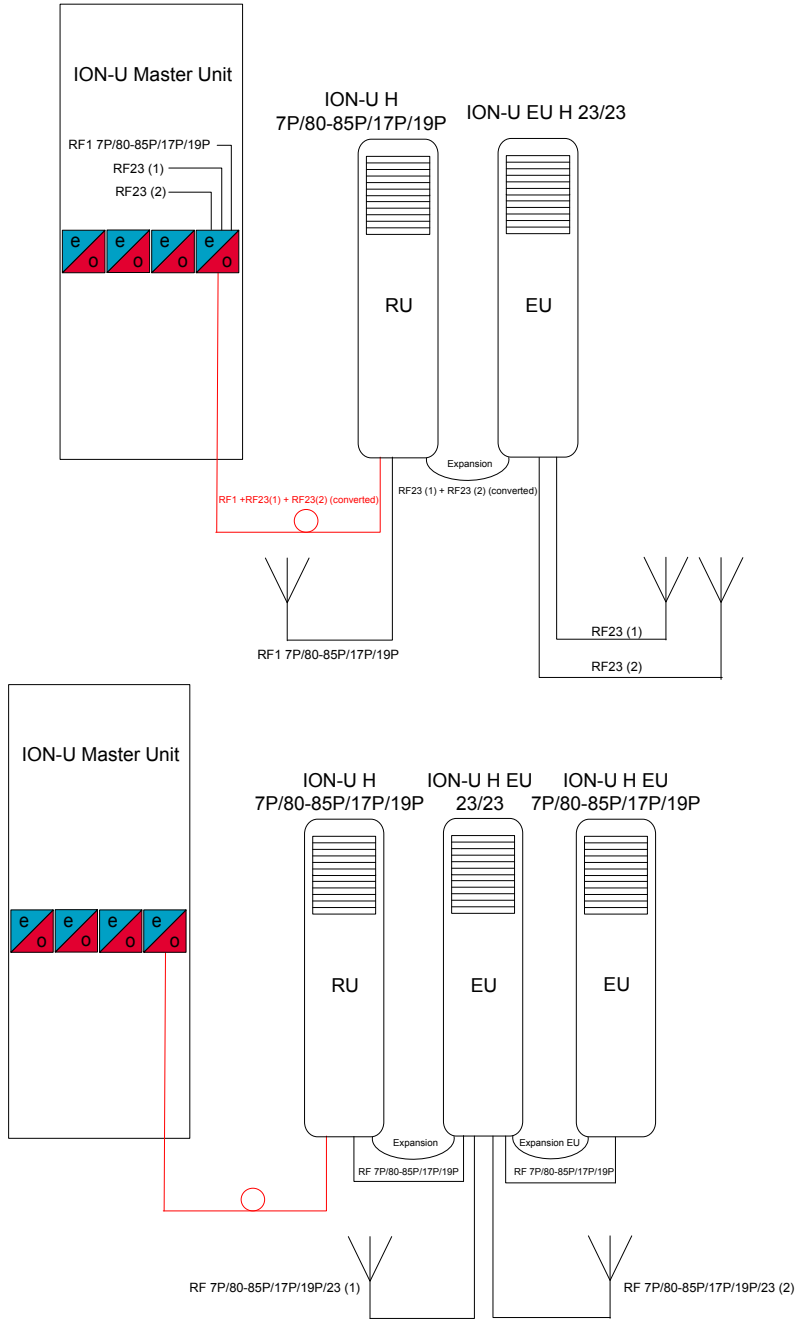 ION-U Master Unit
RF1 7P/80-85P/17P/19P
RF23 (1)
RF23 (2)
e
o
e
o
e
o
e
o
ION-U H
7P/80-85P/17P/19P
ION-U EU H 23/23
RU
EU
Expansion
RF23 (1) + RF23 (2) (converted)
RF1 +RF23(1) + RF23(2) (converted)
RF1 7P/80-85P/17P/19P
RF23 (1)
RF23 (2)
ION-U Master Unit
e
o
e
o
e
o
e
o
ION-U H
7P/80-85P/17P/19P
ION-U H EU
23/23
ION-U H EU
7P/80-85P/17P/19P
RU
EU
EU
Expansion
Expansion EU
RF 7P/80-85P/17P/19P
RF 7P/80-85P/17P/19P
RF 7P/80-85P/17P/19P/23 (1)
RF 7P/80-85P/17P/19P/23 (2)